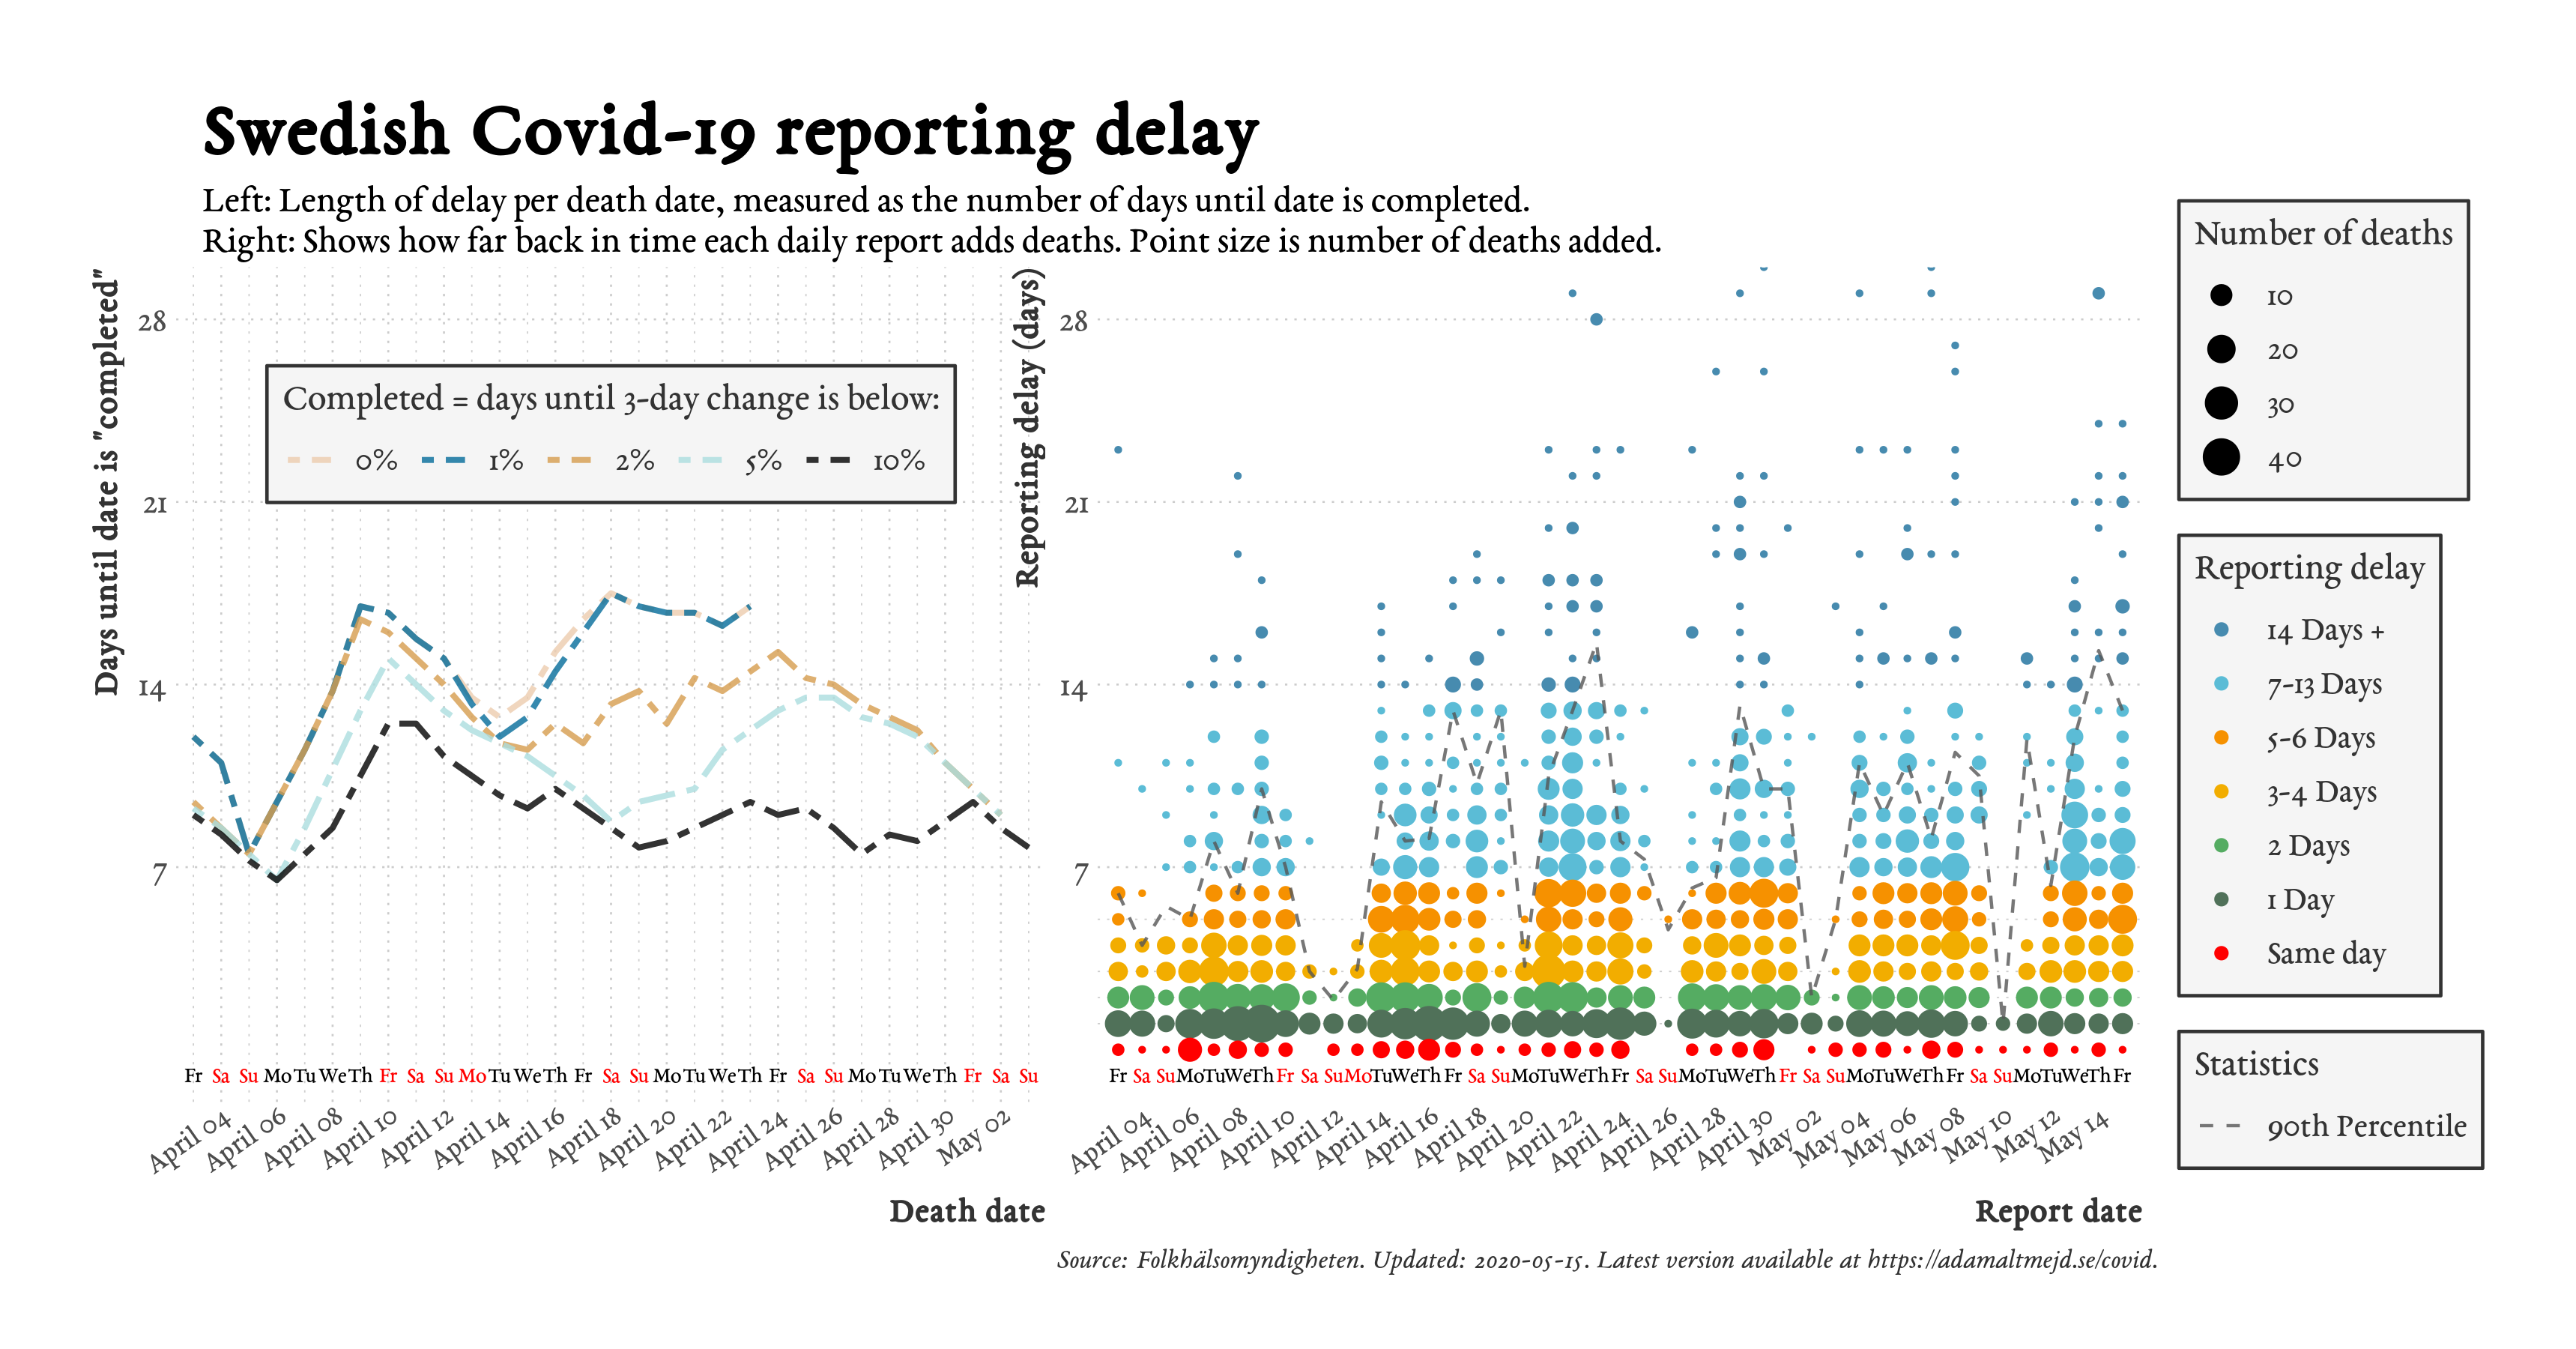 Swedish Covid-19 reporting delay
Left: Length of delay per death date, measured as the number of days until date is completed.
Right: Shows how far back in time each daily report adds deaths. Point size is number of deaths added.
Days until date is "completed"
28
21
14
7
Completed = days until 3-day change is below:
0% 1% 2% 5% 10%
Fr Sa Su Mo Tu We Th Fr Sa Su Mo Tu We Th Fr Sa Su Mo Tu We Th Fr Sa Su Mo Tu We Th Fr Sa Su
April 04 April 06 April 08 April 10 April 12 April 14 April 16 April 18 April 20 April 22 April 24 April 26 April 28 April 30 May 02
Death date
Reporting delay (days)
28
21
14
7
Fr Sa Su Mo Tu We Th Fr Sa Su Mo Tu We Th Fr Sa Su Mo Tu We Th Fr Sa Su Mo Tu We Th Fr Sa Su Mo Tu We Th Fr Sa Su Mo Tu We Th Fr
April 04 April 06 April 08 April 10 April 12 April 14 April 16 April 18 April 20 April 22 April 24 April 26 April 28 April 30 May 02 May 04 May 06 May 08 May 10 May 12 May 14
Report date
Number of deaths
10
20
30
40
Reporting delay
14 Days +
7-13 Days
5-6 Days
3-4 Days
2 Days
1 Day
Same day
Statistics
90th Percentile
Source: Folkhälsomyndigheten. Updated: 2020-05-15. Latest version available at https://adamaltmejd.se/covid.